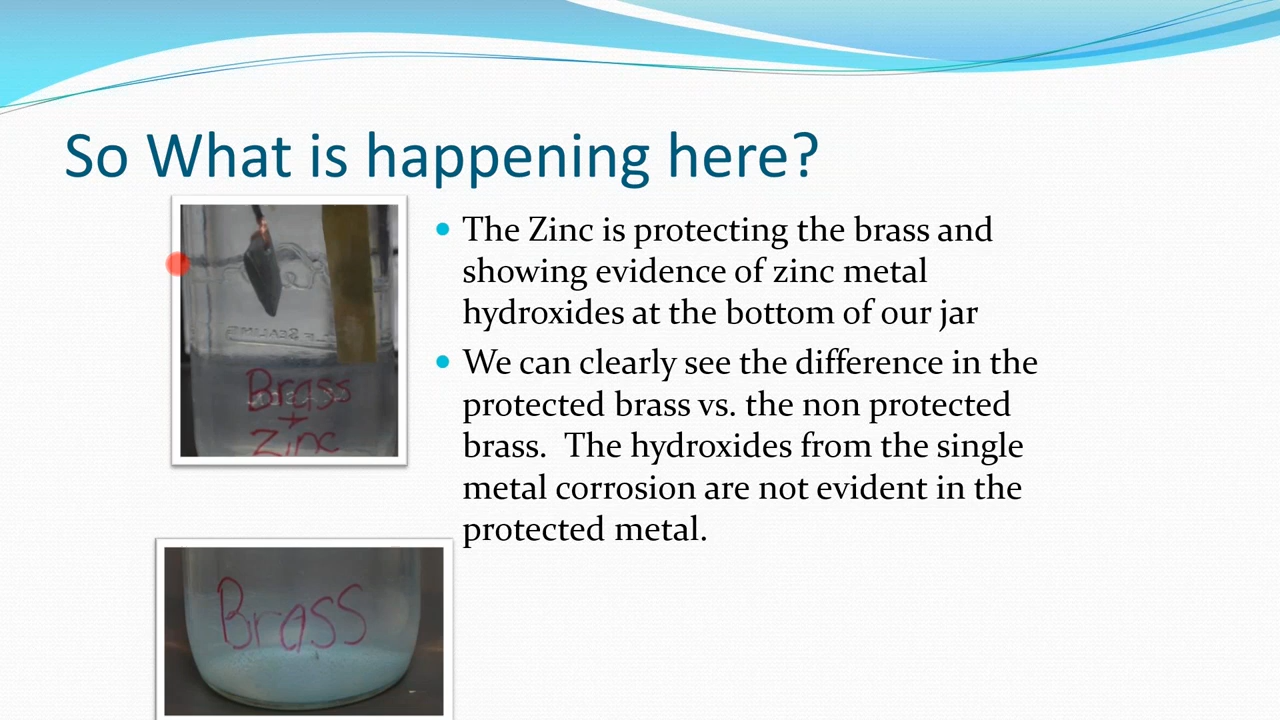 So What is happening here?
The Zinc is protecting the brass and
showing evidence of zinc metal
hydroxides at the bottom of our jar
We can clearly see the difference in the
protected brass vs. the non protected
brass.  The hydroxides from the single
metal corrosion are not evident in the
protected metal.
Brass
+
Zinc
Brass